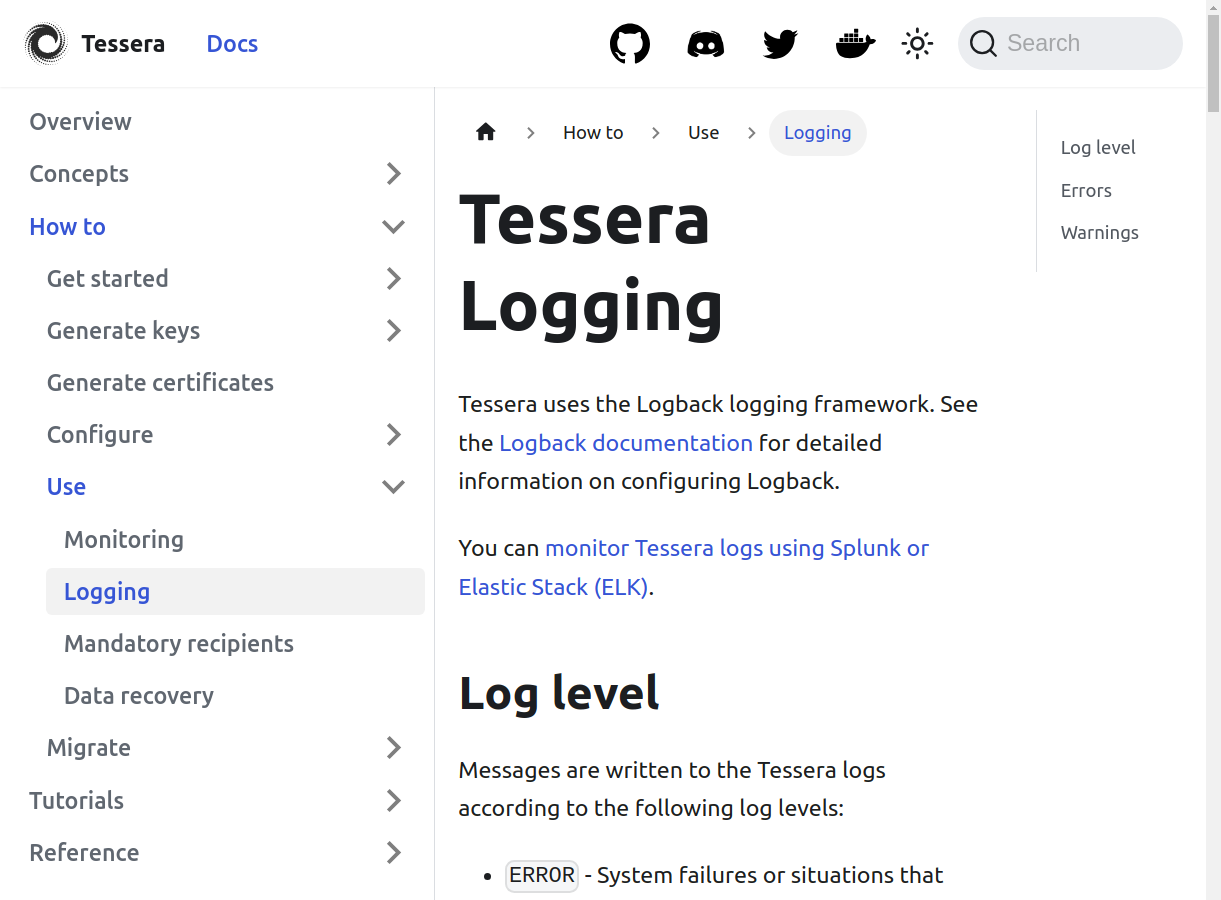 Tessera
Docs
Search
Overview
Concepts
How to
Get started
Generate keys
Generate certificates
Configure
Use
Monitoring
Logging
Mandatory recipients
Data recovery
Migrate
Tutorials
Reference
How to
Use
Logging
Tessera
Logging
Tessera uses the Logback logging framework. See
the Logback documentation for detailed
information on configuring Logback.
You can monitor Tessera logs using Splunk or
Elastic Stack (ELK).
Log level
Messages are written to the Tessera logs
according to the following log levels:
• ERROR - System failures or situations that
Log level
Errors
Warnings